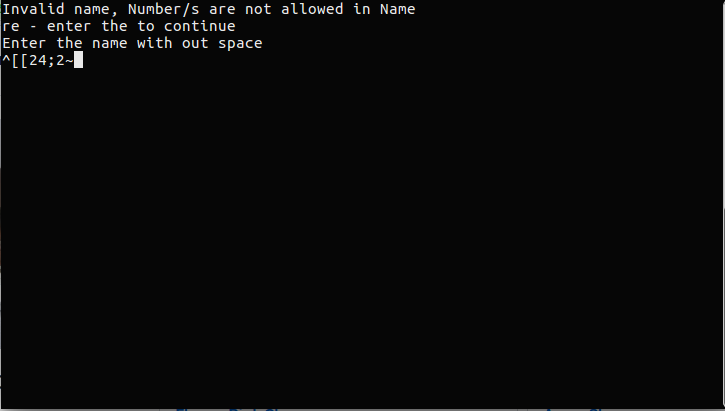 Invalid name, Number/s are not allowed in Name
re - enter the to continue
Enter the name with out space
^[[24;2~